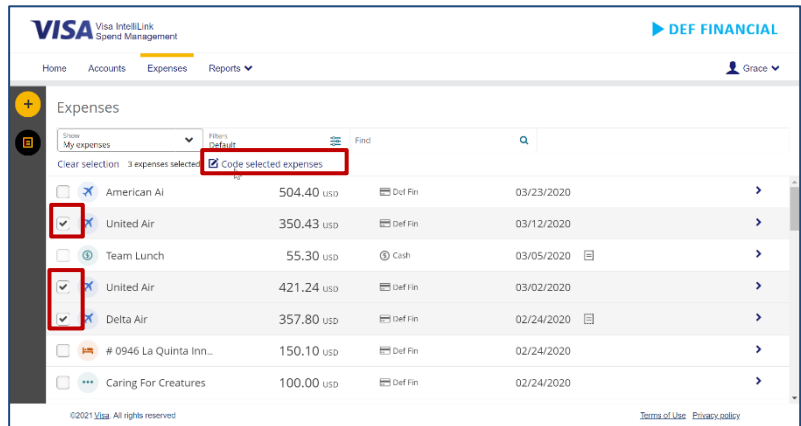 VISA Visa IntelliLink
Spend Management
DEF FINANCIAL
Home Accounts Expenses Reports
Grace
Expenses
Show
My expenses
Filters
Default
Find
Clear selection 3 expenses selected Code selected expenses
American Ai 504.40 USD Def Fin 03/23/2020
United Air 350.43 USD Def Fin 03/12/2020
Team Lunch 55.30 USD Cash 03/05/2020
United Air 421.24 USD Def Fin 03/02/2020
Delta Air 357.80 USD Def Fin 02/24/2020
# 0946 La Quinta Inn... 150.10 USD Def Fin 02/24/2020
Caring For Creatures 100.00 USD Def Fin 02/24/2020
©2021 Visa. All rights reserved
Terms of Use Privacy policy